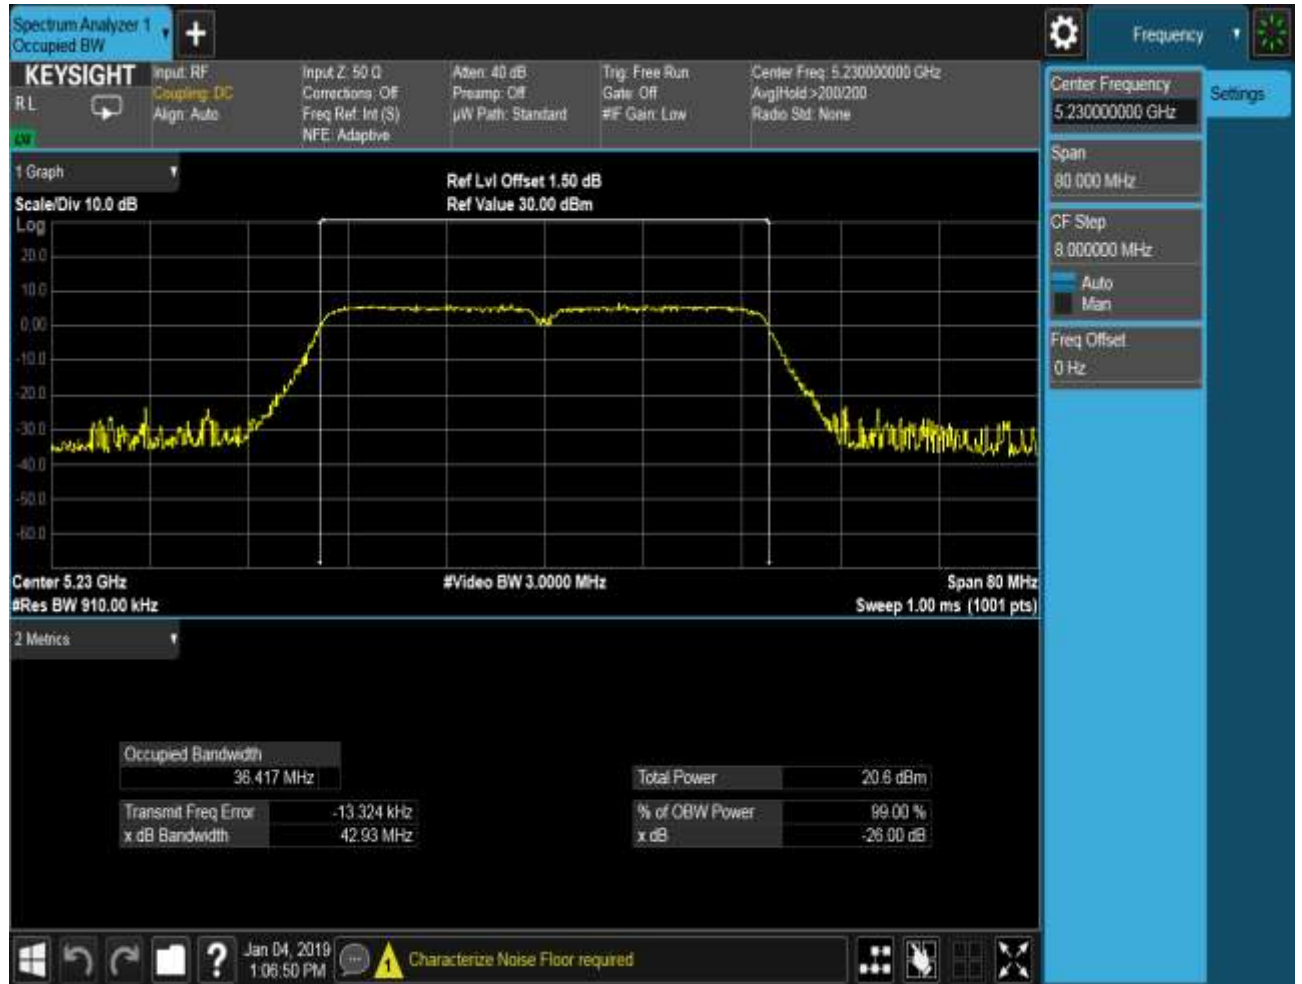 Spectrum Analyzer 1
Occupied BW
Frequency
KEYSIGHT
RL
Input: RF
Coupling: DC
Align: Auto
Input Z: 50 Ω
Corrections: Off
Freq Ref: Int (S)
NFE: Adaptive
Atten: 40 dB
Preamp: Off
µW Path: Standard
Trig: Free Run
Gate: Off
#IF Gain: Low
Center Freq: 5.230000000 GHz
Avg|Hold:>200/200
Radio Std: None
Center Frequency
5.230000000 GHz
Settings
Span
80.000 MHz
CF Step
8.000000 MHz
Auto
Man
Freq Offset
0 Hz
1 Graph
Scale/Div 10.0 dB
Ref Lvl Offset 1.50 dB
Ref Value 30.00 dBm
Log
20.0
10.0
0.00
-10.0
-20.0
-30.0
-40.0
-50.0
-60.0
Center 5.23 GHz
#Video BW 3.0000 MHz
Span 80 MHz
#Res BW 910.00 kHz
Sweep 1.00 ms (1001 pts)
2 Metrics
Occupied Bandwidth
36.417 MHz
Total Power 20.6 dBm
Transmit Freq Error -13.324 kHz
% of OBW Power 99.00 %
x dB Bandwidth 42.93 MHz
x dB -26.00 dB
?
Jan 04, 2019
1:06:50 PM
1
Characterize Noise Floor required